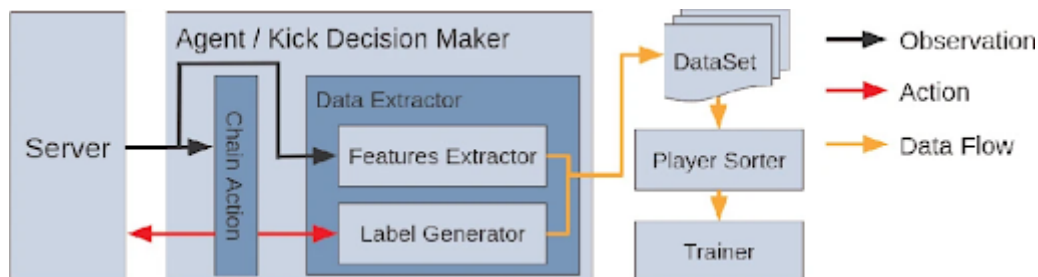 Agent / Kick Decision Maker
Server
Chain Action
Data Extractor
Features Extractor
Label Generator
DataSet
Player Sorter
Trainer
Observation
Action
Data Flow